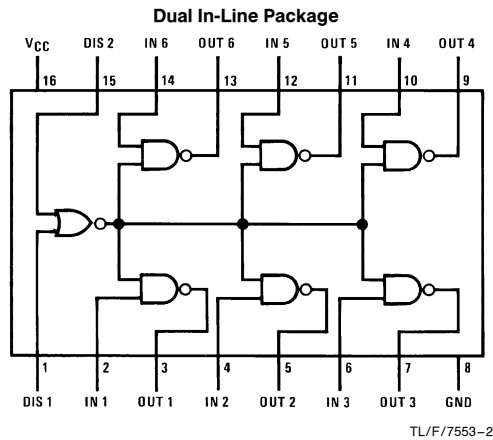 Dual In-Line Package
VCC DIS 2 IN 6 OUT 6 IN 5 OUT 5 IN 4 OUT 4
16 15 14 13 12 11 10 9
1 2 3 4 5 6 7 8
DIS 1 IN 1 OUT 1 IN 2 OUT 2 IN 3 OUT 3 GND
TL/F/7553–2